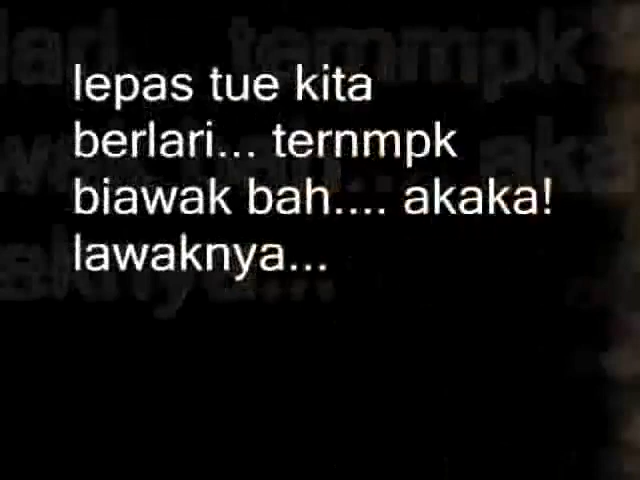 lepas tue kita
berlari... ternmpk
biawak bah.... akaka!
lawaknya...